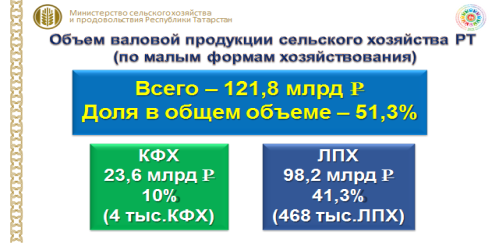 Министерство сельского хозяйства
и продовольствия Республики Татарстан
Объем валовой продукции сельского хозяйства РТ
(по малым формам хозяйствования)
Всего – 121,8 млрд ₽
Доля в общем объеме – 51,3%
КФХ
23,6 млрд ₽
10%
(4 тыс.КФХ)
ЛПХ
98,2 млрд ₽
41,3%
(468 тыс.ЛПХ)